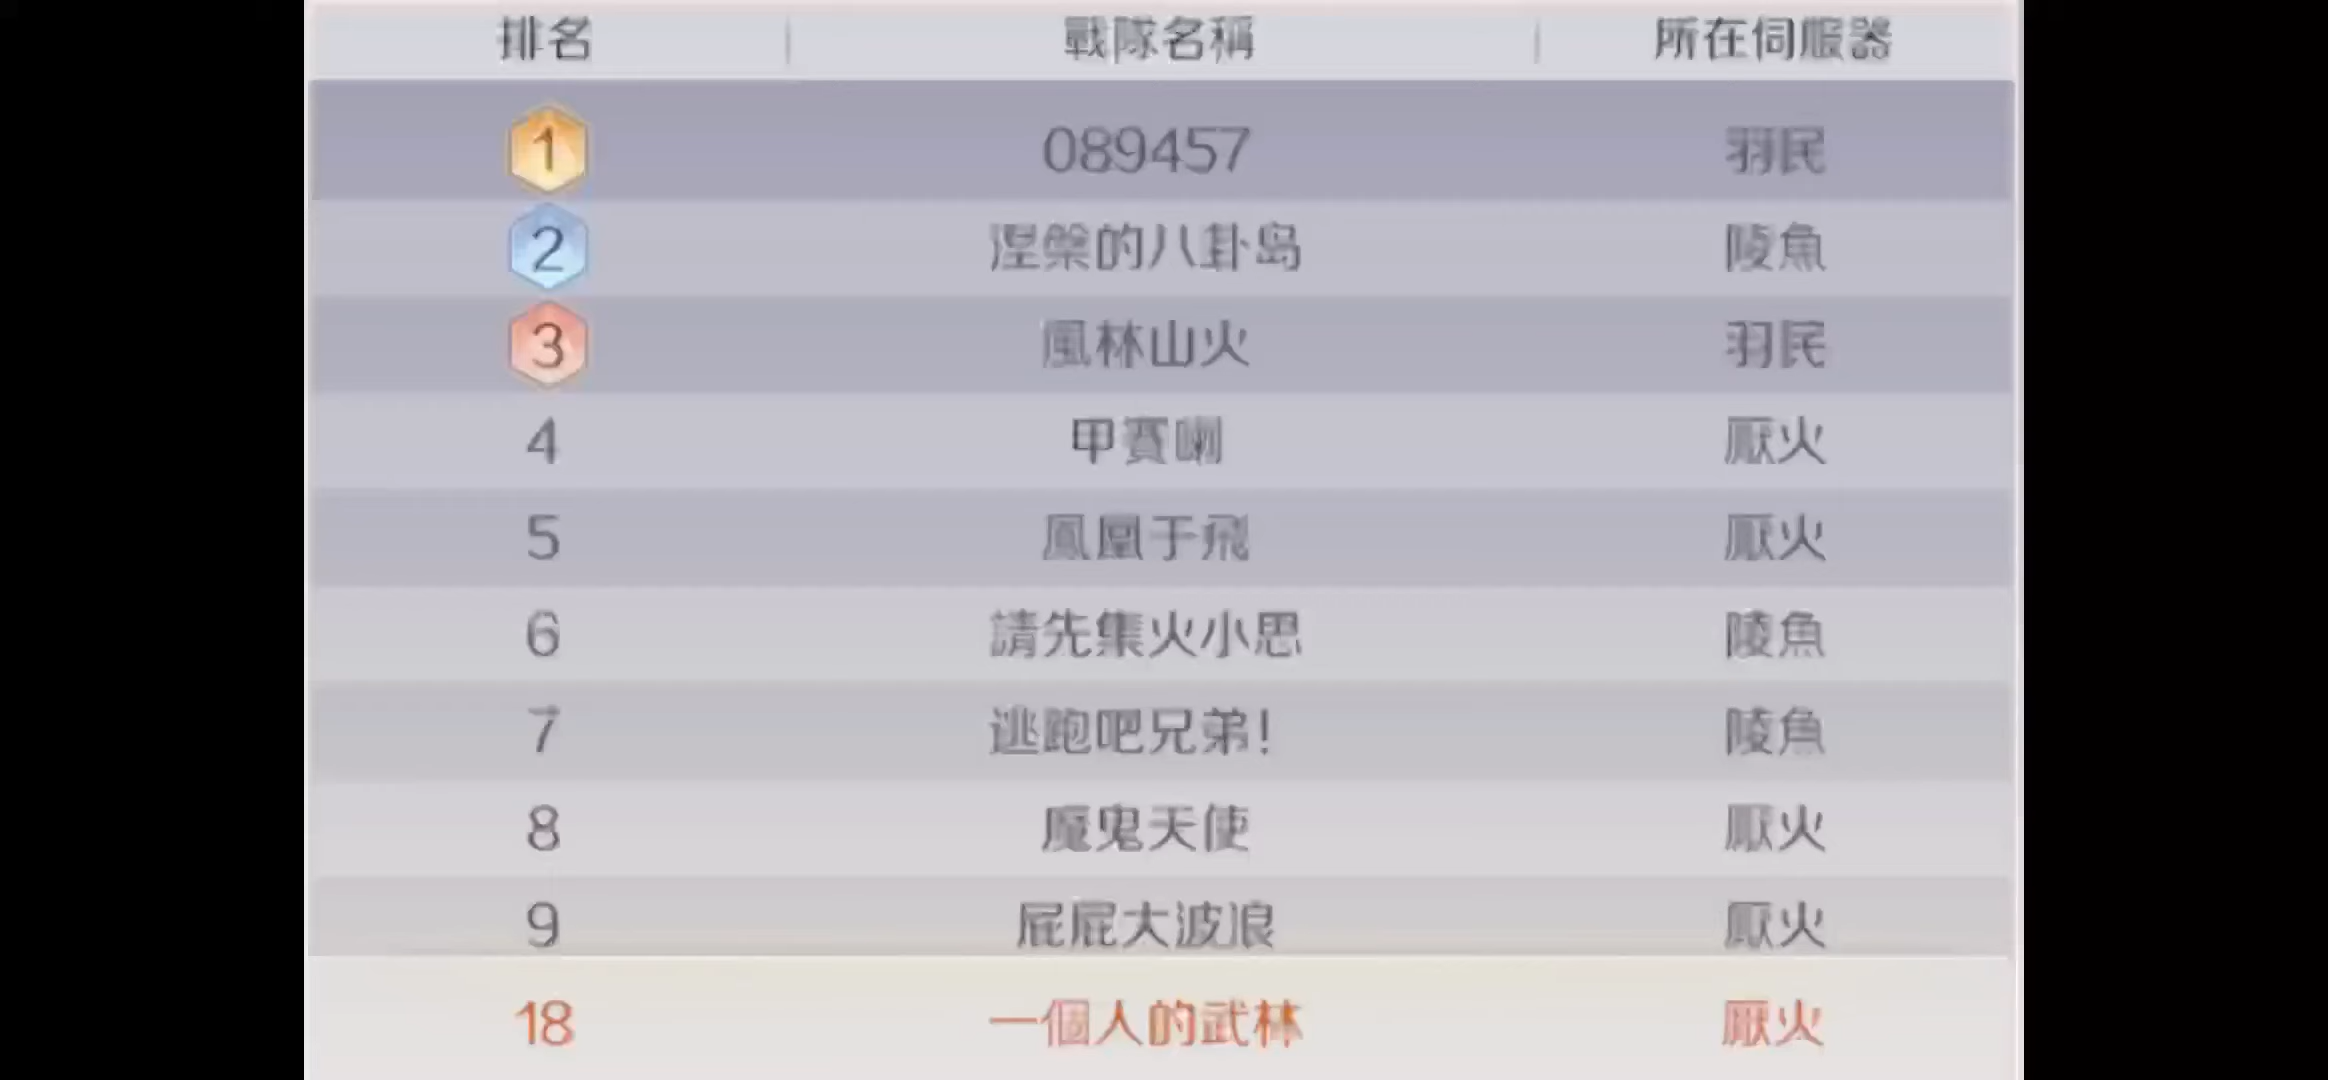 排名 戰隊名稱 所在伺服器
1 089457 羽民
2 涅槃的八卦岛 陵魚
3 風林山火 羽民
4 甲賽喇 厭火
5 鳳凰于飛 厭火
6 請先集火小思 陵魚
7 逃跑吧兄弟！ 陵魚
8 魔鬼天使 厭火
9 屁屁大波浪 厭火
18 一個人的武林 厭火